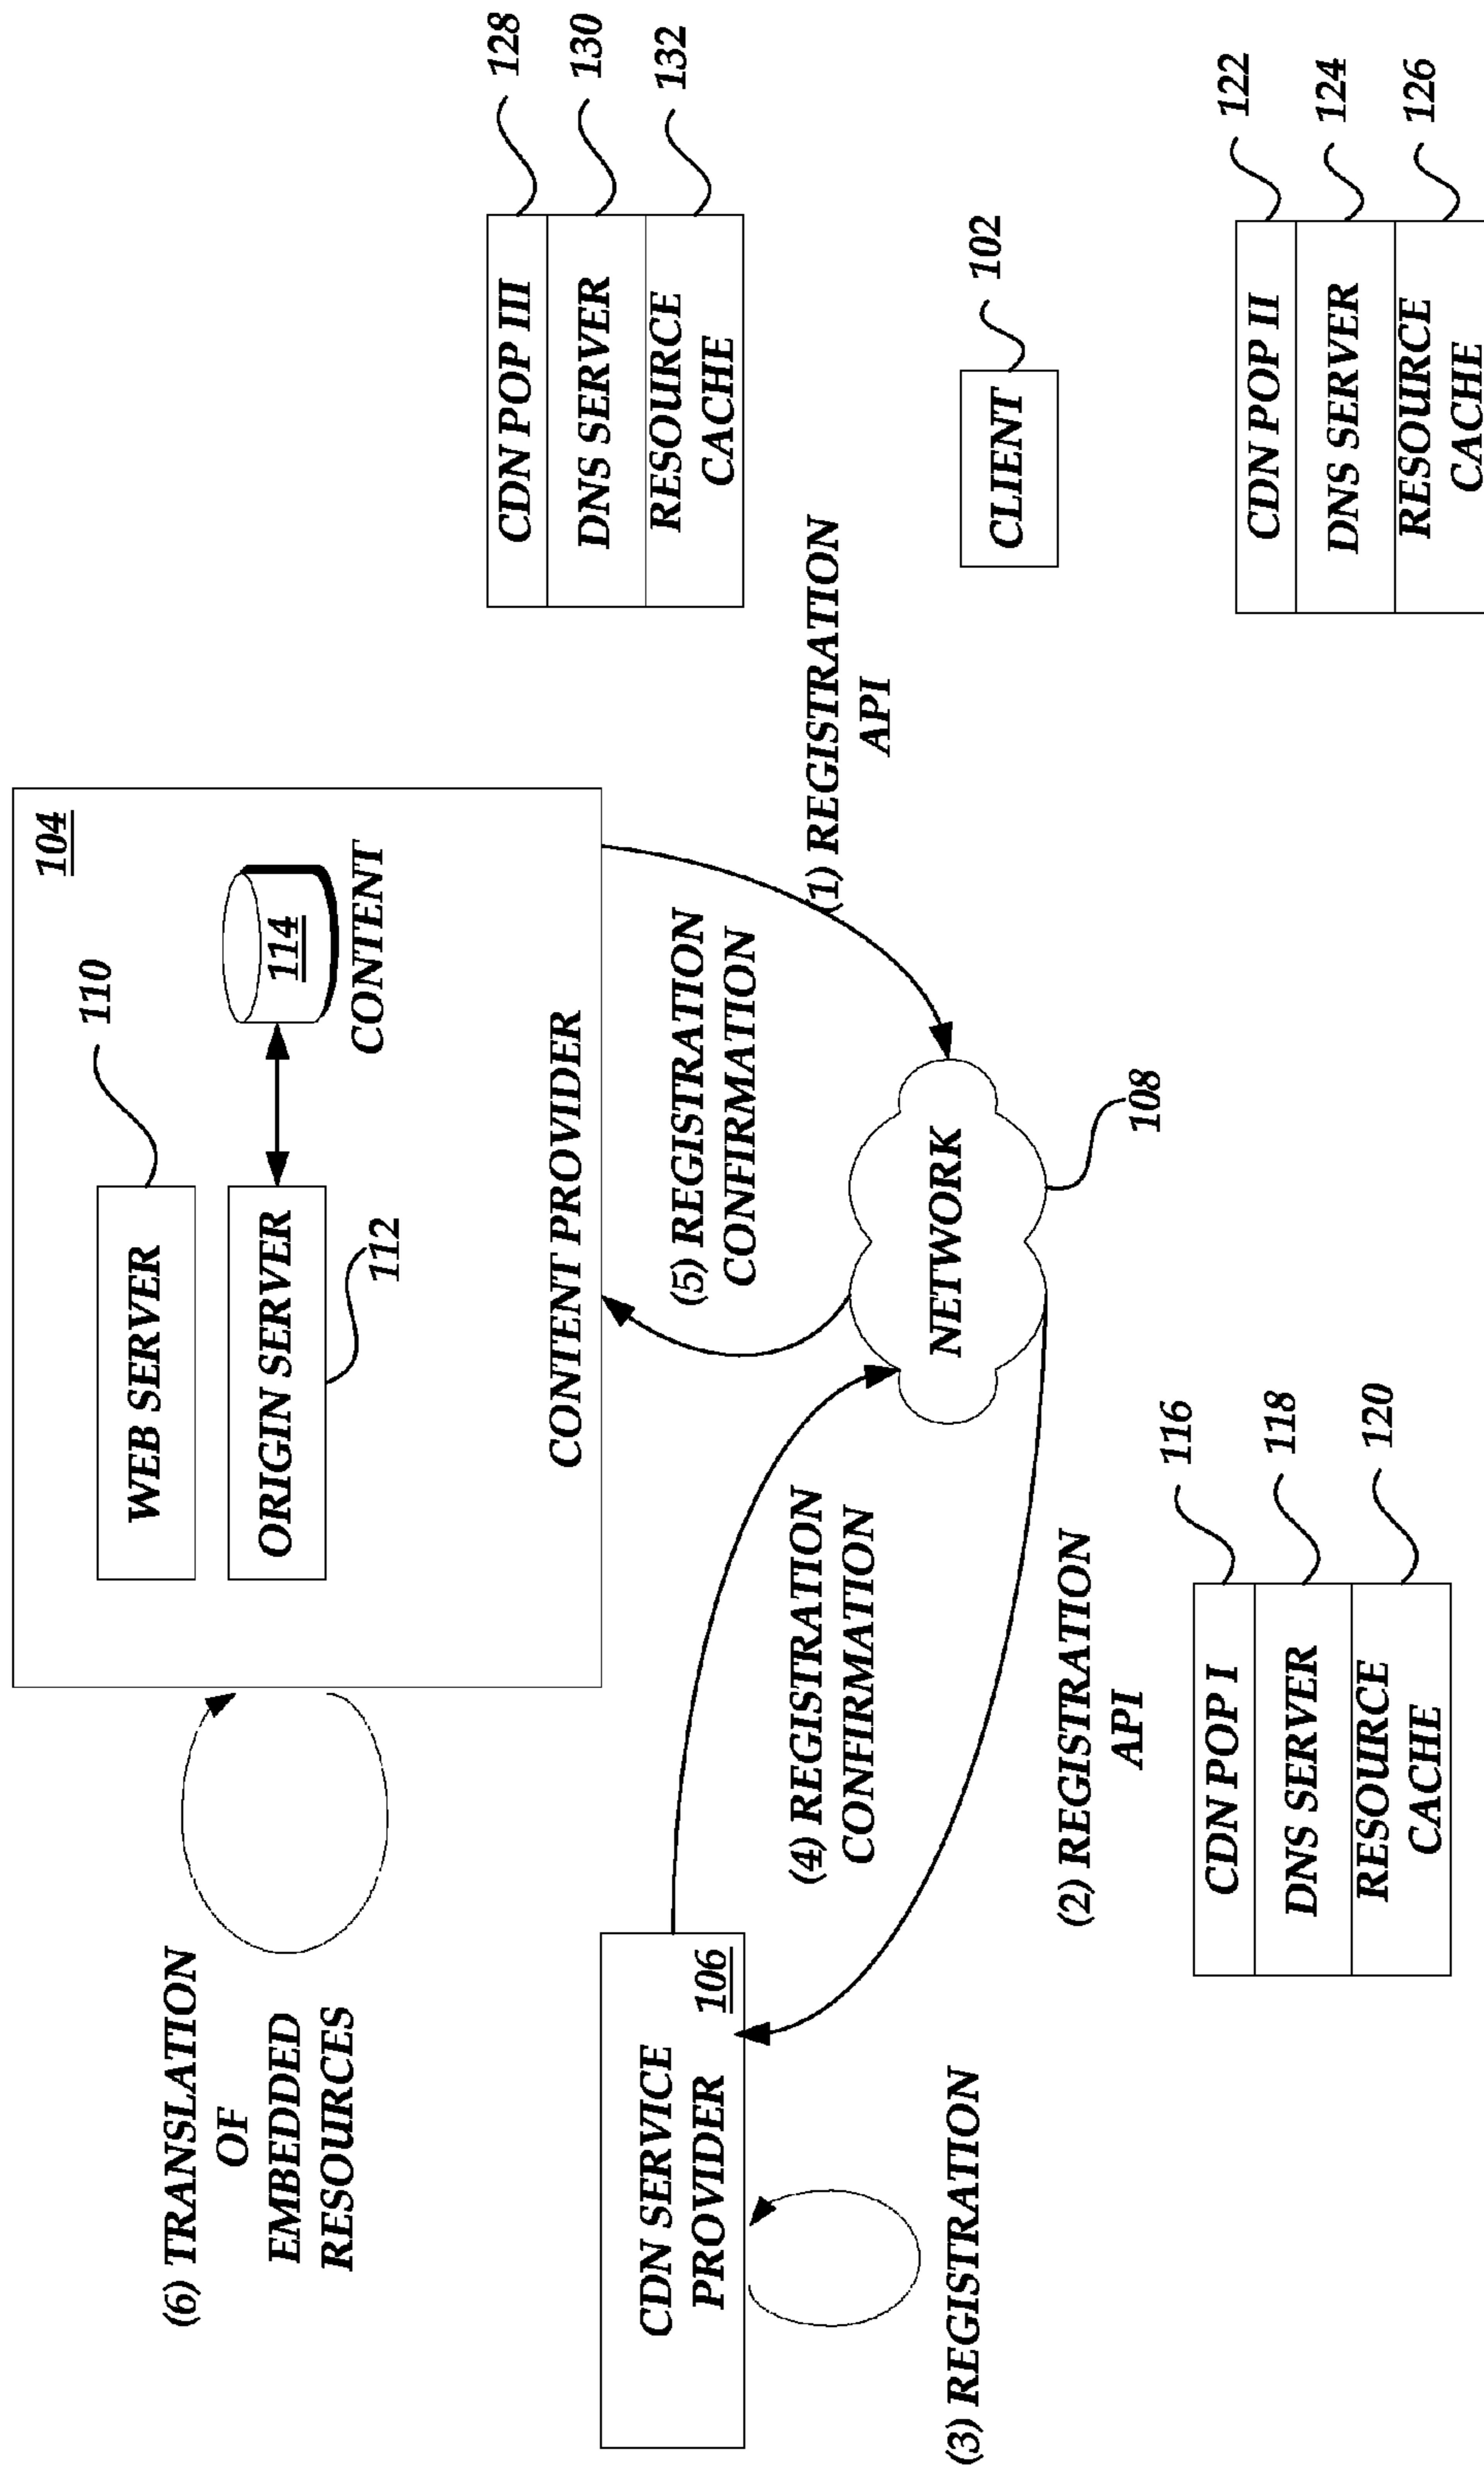 104
WEB SERVER
110
ORIGIN SERVER
112
114
CONTENT
CONTENT PROVIDER
(6) TRANSLATION
OF
EMBEDDED
RESOURCES
CDN SERVICE
PROVIDER
106
(3) REGISTRATION
(4) REGISTRATION
CONFIRMATION
(5) REGISTRATION
CONFIRMATION
(1) REGISTRATION
API
(2) REGISTRATION
API
NETWORK
108
CDN POP III
128
DNS SERVER
130
RESOURCE
CACHE
132
CLIENT
102
CDN POP I
116
DNS SERVER
118
RESOURCE
CACHE
120
CDN POP II
122
DNS SERVER
124
RESOURCE
CACHE
126